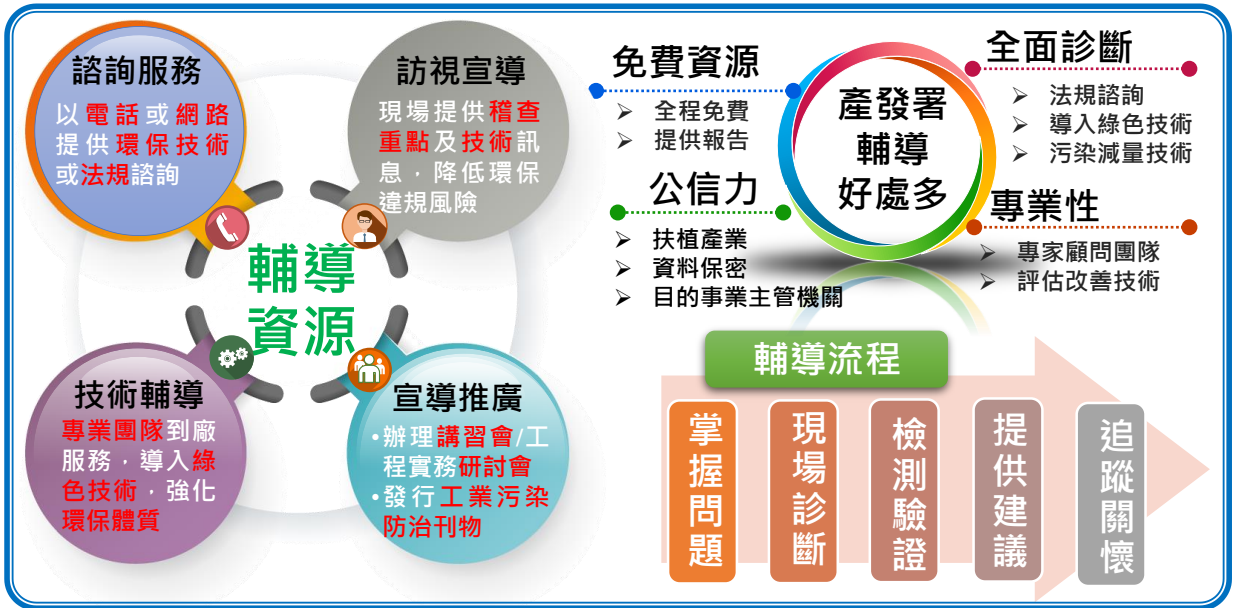 諮詢服務
以電話或網路
提供環保技術
或法規諮詢
訪視宣導
現場提供稽查
重點及技術訊
息，降低環保
違規風險
輔導
資源
技術輔導
專業團隊到廠
服務，導入綠
色技術，強化
環保體質
宣導推廣
•辦理講習會/工
程實務研討會
•發行工業污染
防治刊物
免費資源
➢ 全程免費
➢ 提供報告
公信力
➢ 扶植產業
➢ 資料保密
➢ 目的事業主管機關
產發署
輔導
好處多
全面診斷
➢ 法規諮詢
➢ 導入綠色技術
➢ 污染減量技術
專業性
➢ 專家顧問團隊
➢ 評估改善技術
輔導流程
掌握問題
現場診斷
檢測驗證
提供建議
追蹤關懷